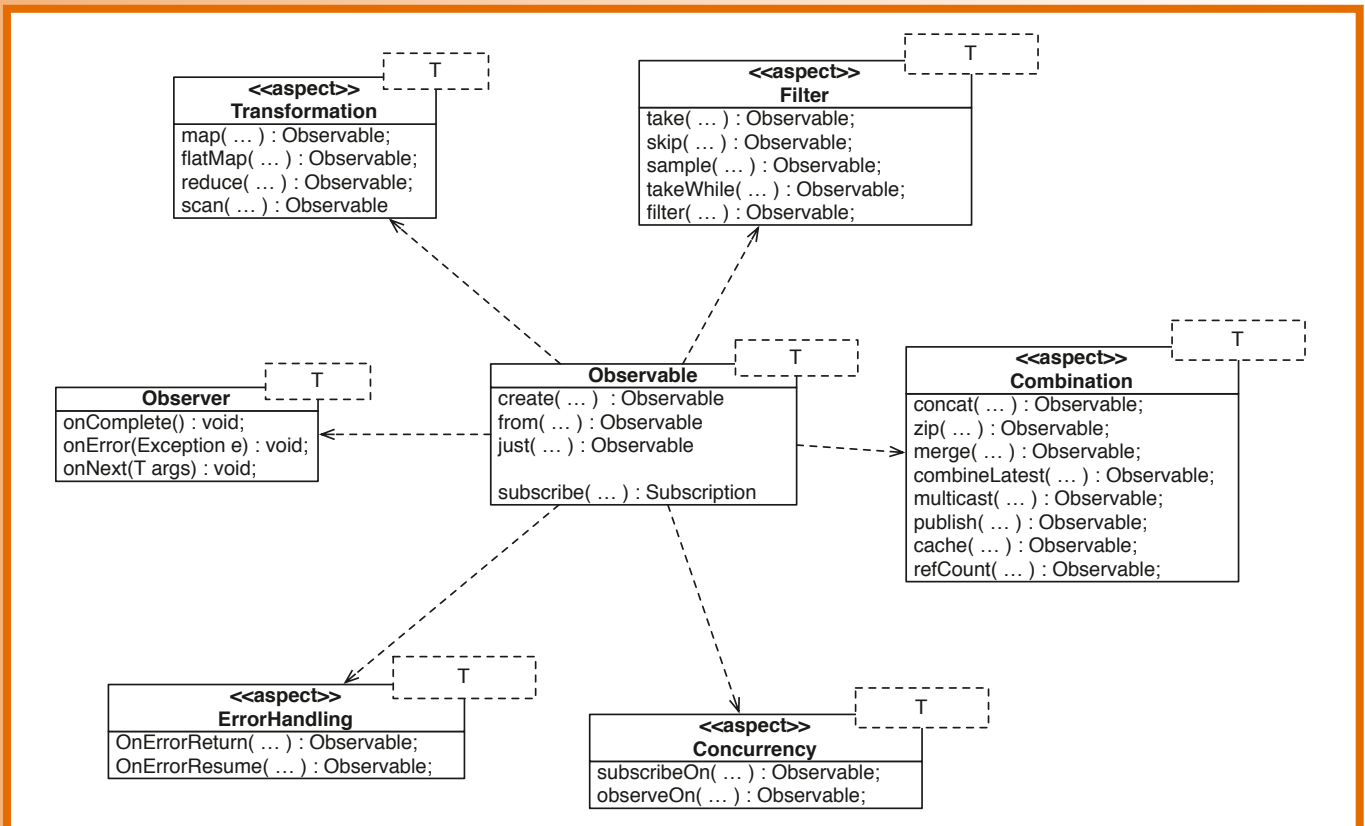 T
<<aspect>>
Transformation
map( … ) : Observable;
flatMap( … ) : Observable;
reduce( … ) : Observable;
scan( … ) : Observable
T
<<aspect>>
Filter
take( … ) : Observable;
skip( … ) : Observable;
sample( … ) : Observable;
takeWhile( … ) : Observable;
filter( … ) : Observable;
T
Observer
onComplete() : void;
onError(Exception e) : void;
onNext(T args) : void;
T
Observable
create( … ) : Observable
from( … ) : Observable
just( … ) : Observable
subscribe( … ) : Subscription
T
<<aspect>>
Combination
concat( … ) : Observable;
zip( … ) : Observable;
merge( … ) : Observable;
combineLatest( … ) : Observable;
multicast( … ) : Observable;
publish( … ) : Observable;
cache( … ) : Observable;
refCount( … ) : Observable;
T
<<aspect>>
ErrorHandling
OnErrorReturn( … ) : Observable;
OnErrorResume( … ) : Observable;
T
<<aspect>>
Concurrency
subscribeOn( … ) : Observable;
observeOn( … ) : Observable;